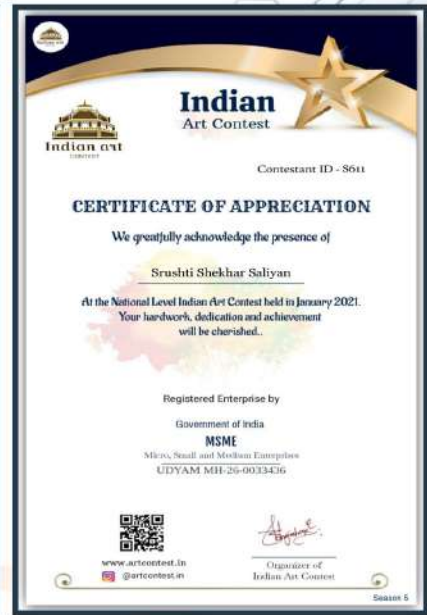 Indian
Art Contest
Indian art
CONTEST
Contestant ID - S611
CERTIFICATE OF APPRECIATION
We greatfully acknowledge the presence of
Srushti Shekhar Saliyan
At the National Level Indian Art Contest held in January 2021.
Your hardwork, dedication and achievement
will be cherished..
Registered Enterprise by
Government of India
MSME
Micro, Small and Medium Enterprises
UDYAM MH-26-0033436
www.artcontest.in
@artcontest.in
Organizer of
Indian Art Contest
Season 5